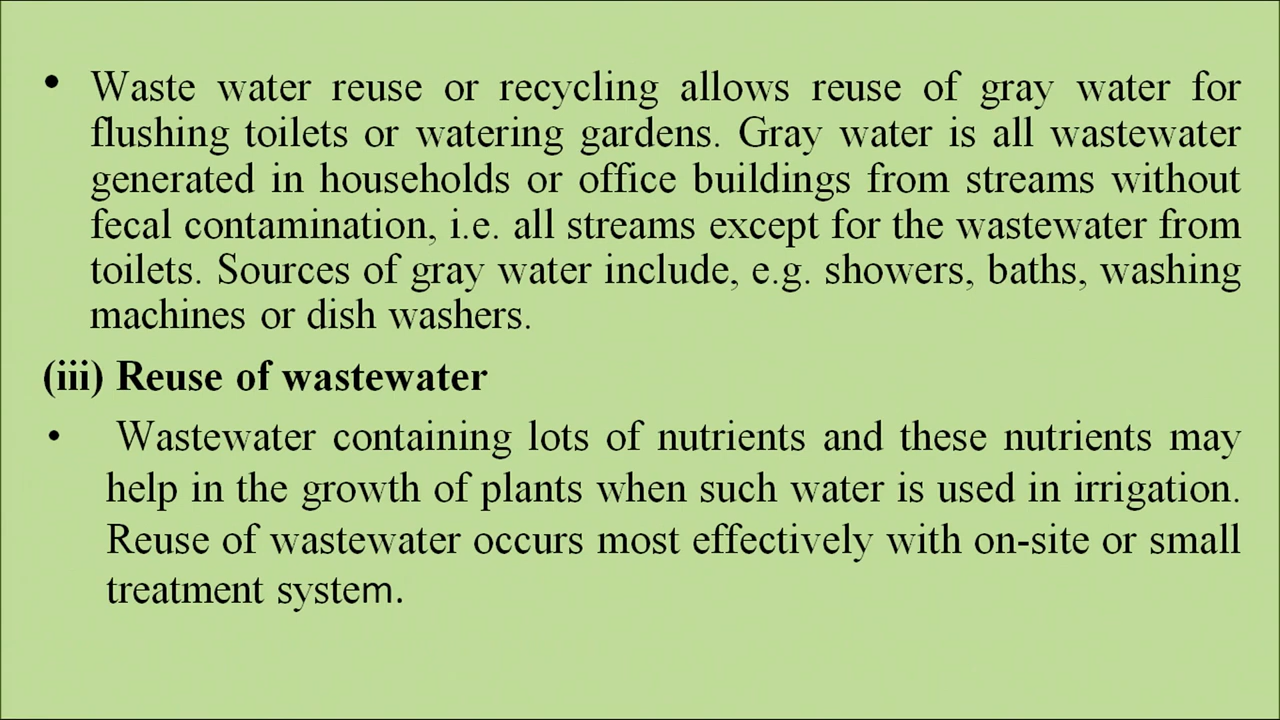 • Waste water reuse or recycling allows reuse of gray water for
flushing toilets or watering gardens. Gray water is all wastewater
generated in households or office buildings from streams without
fecal contamination, i.e. all streams except for the wastewater from
toilets. Sources of gray water include, e.g. showers, baths, washing
machines or dish washers.
(iii) Reuse of wastewater
• Wastewater containing lots of nutrients and these nutrients may
help in the growth of plants when such water is used in irrigation.
Reuse of wastewater occurs most effectively with on-site or small
treatment system.